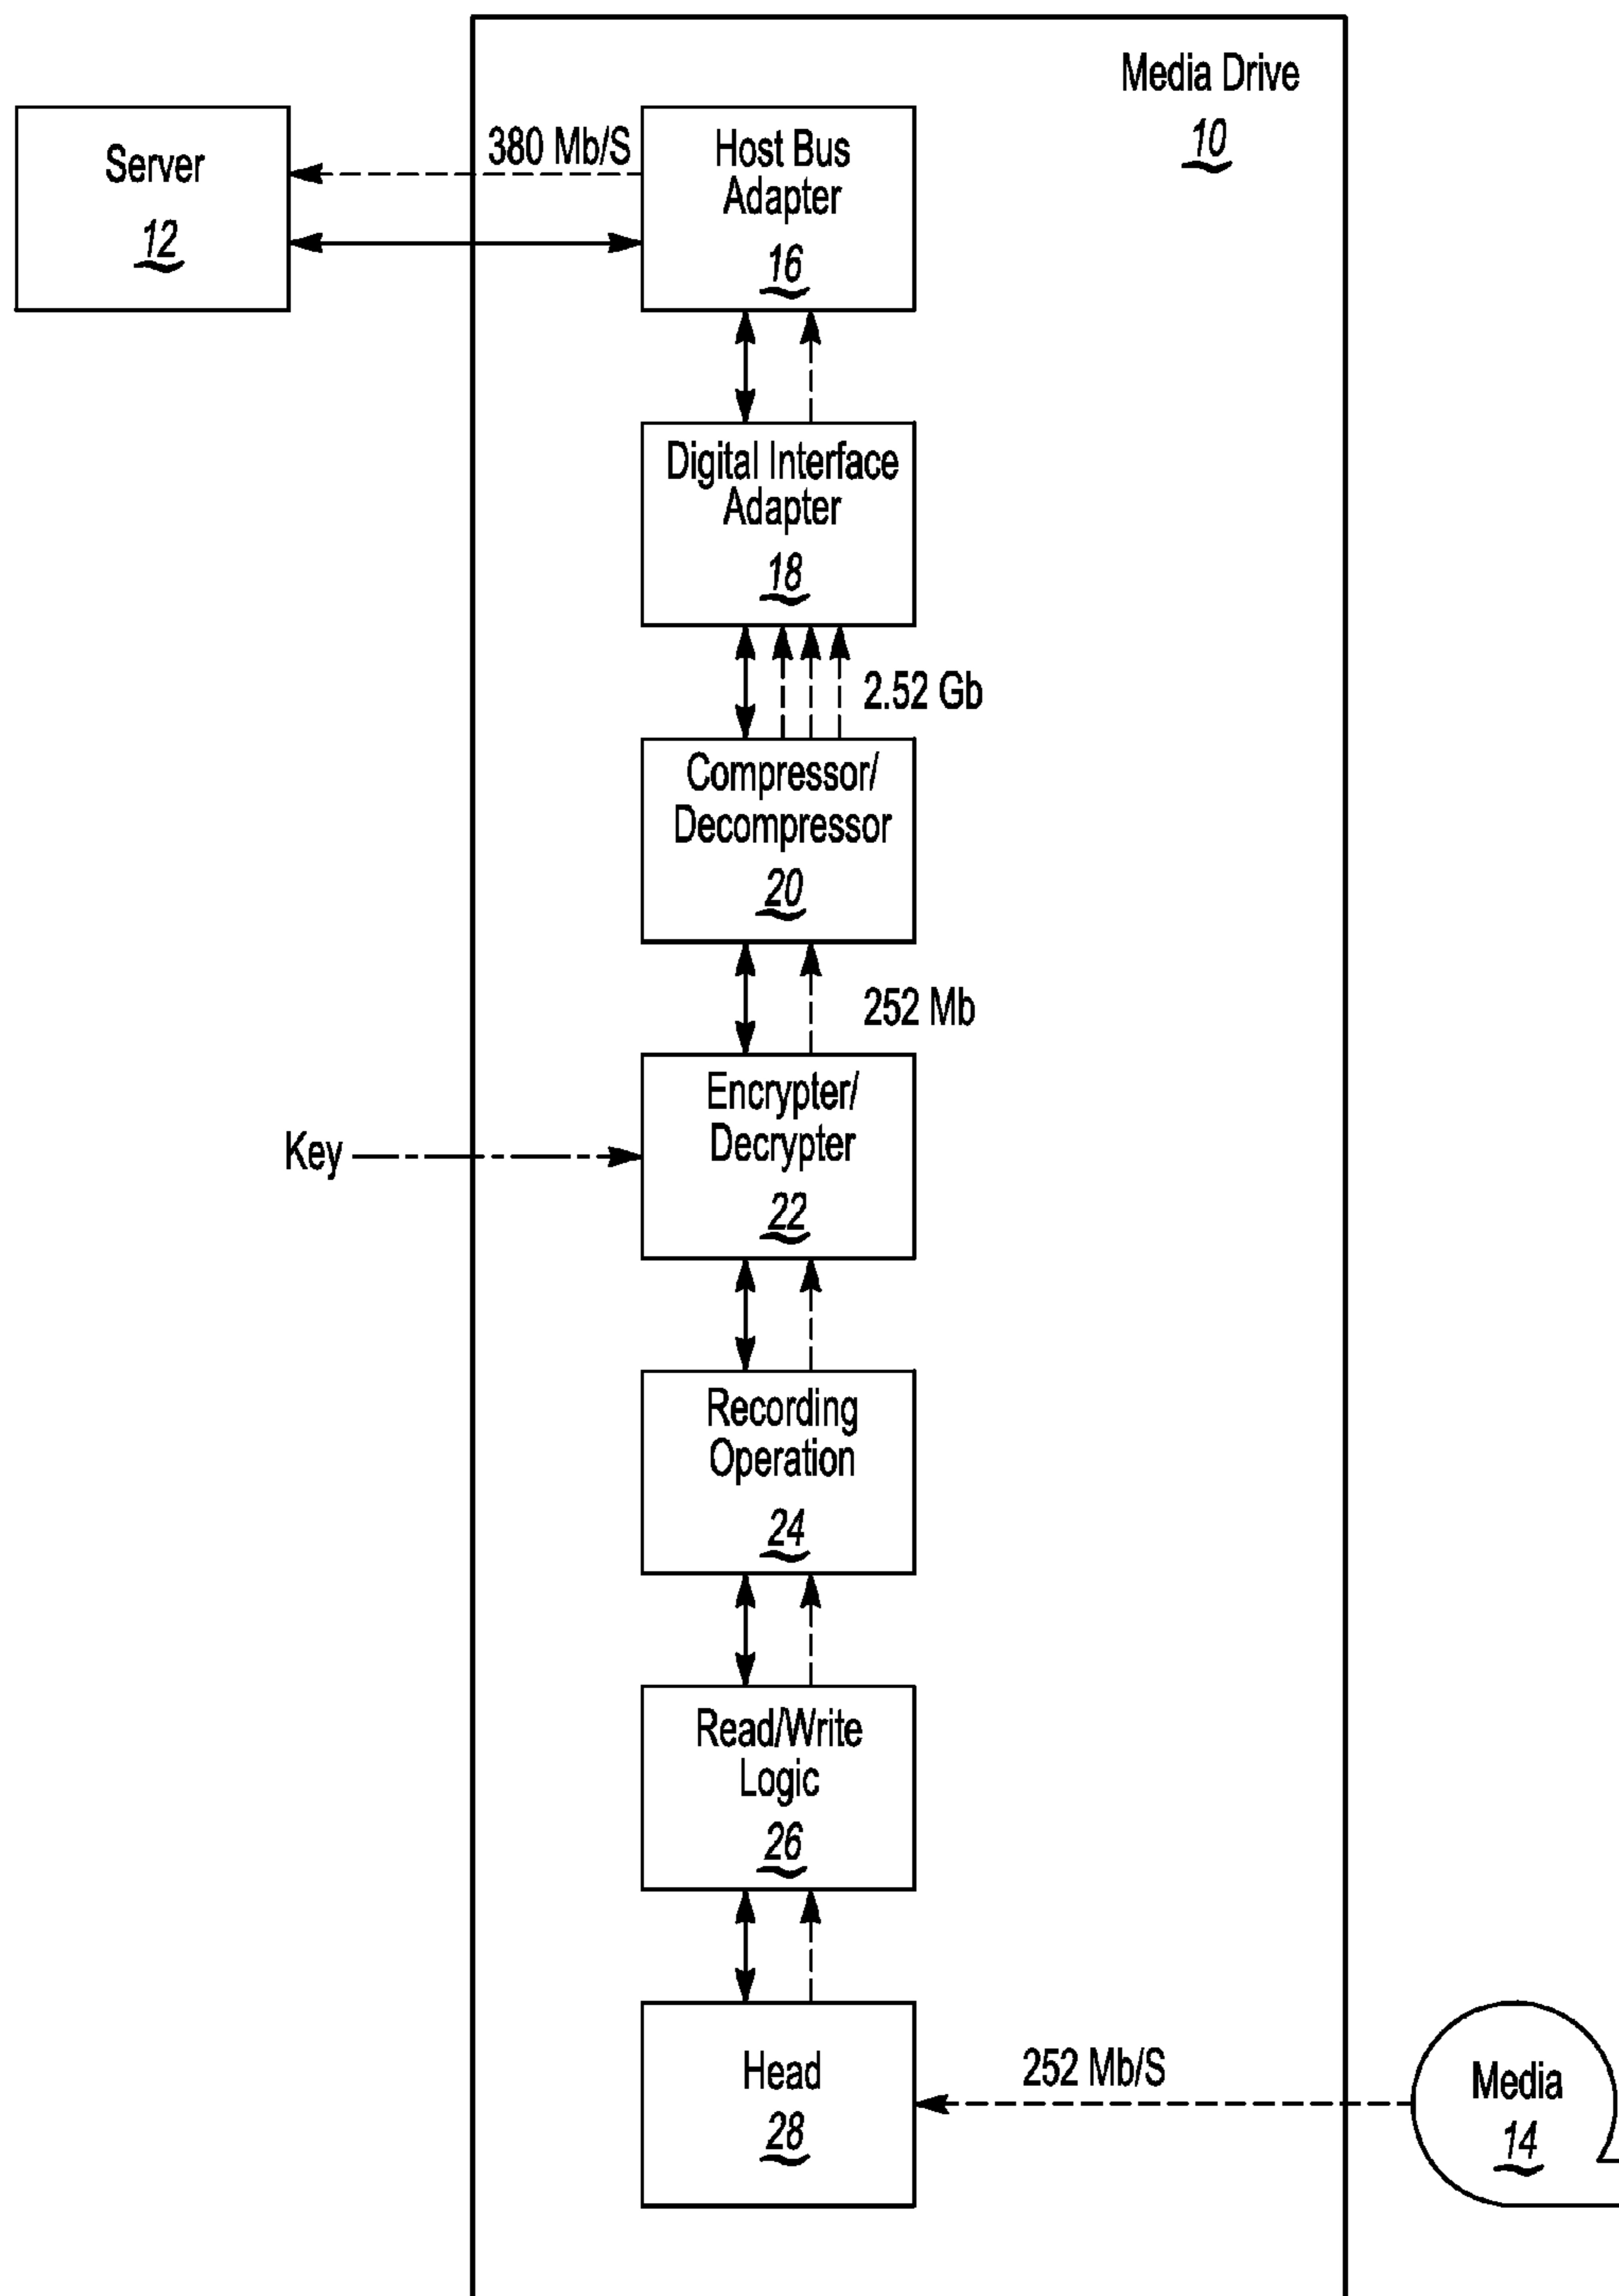 Media Drive
10
Server
12
380 Mb/S
Host Bus
Adapter
16
Digital Interface
Adapter
18
2.52 Gb
Compressor/
Decompressor
20
252 Mb
Encrypter/
Decrypter
22
Key
Recording
Operation
24
Read/Write
Logic
26
Head
28
252 Mb/S
Media
14